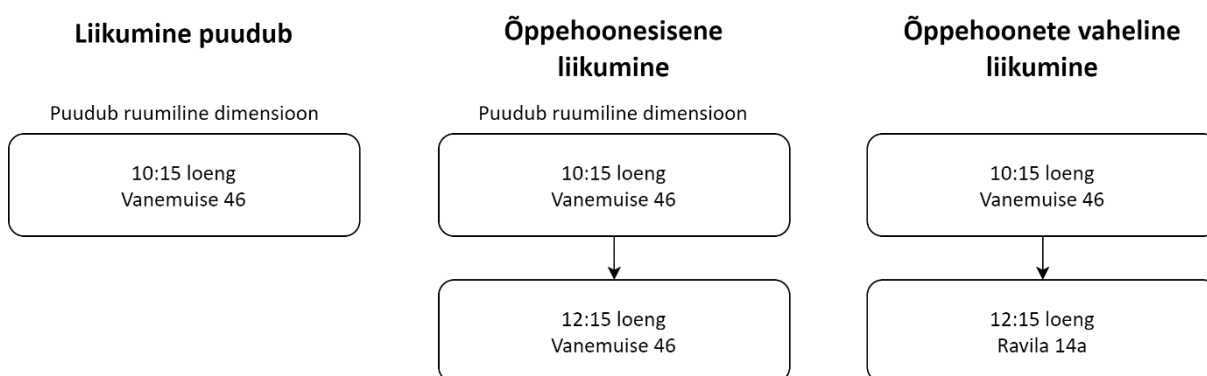 Liikumine puudub
Puudub ruumiline dimensioon
10:15 loeng
Vanemuise 46
Õppehoonesisene
liikumine
Puudub ruumiline dimensioon
10:15 loeng
Vanemuise 46
12:15 loeng
Vanemuise 46
Õppehoonete vaheline
liikumine
10:15 loeng
Vanemuise 46
12:15 loeng
Ravila 14a